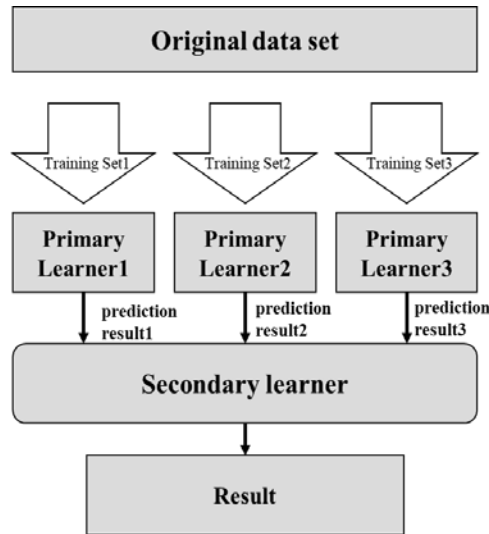 Original data set
Training Set1
Training Set2
Training Set3
Primary
Learner1
Primary
Learner2
Primary
Learner3
prediction
result1
prediction
result2
prediction
result3
Secondary learner
Result